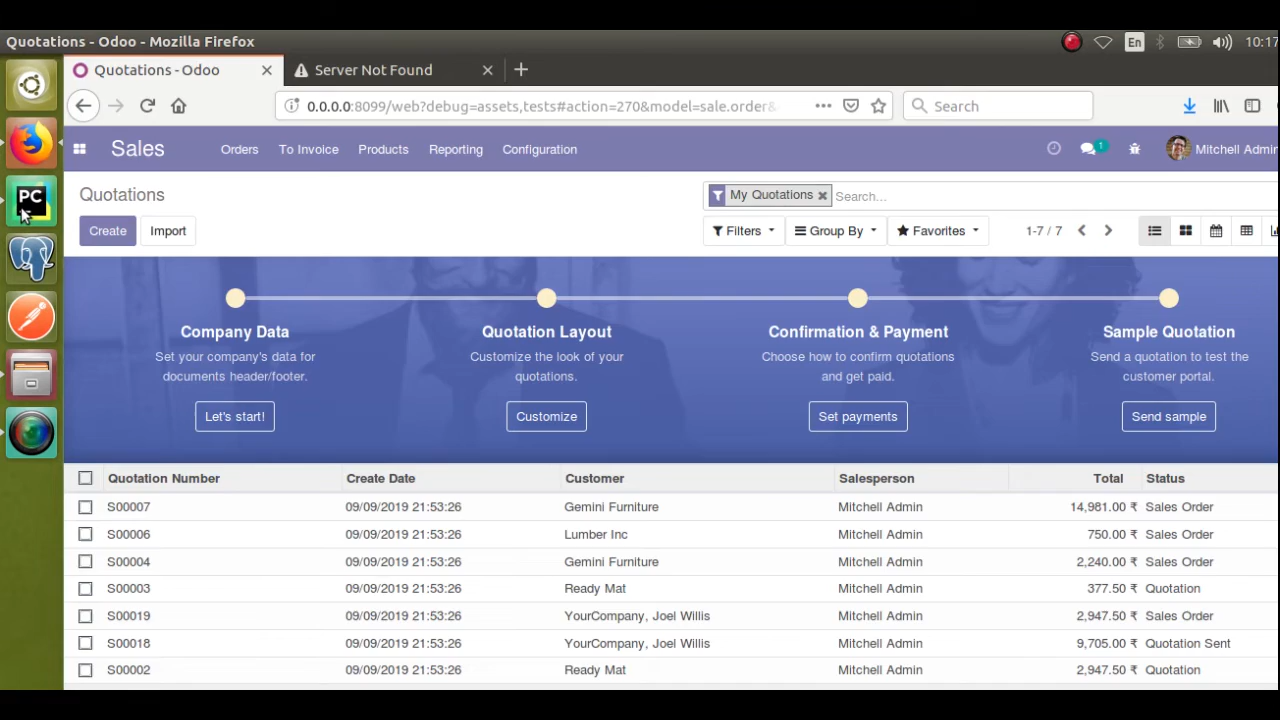 Quotations - Odoo - Mozilla Firefox En 10:17
Quotations - Odoo Server Not Found
0.0.0.0:8099/web?debug=assets,tests#action=270&model=sale.order& Search
Sales Orders To Invoice Products Reporting Configuration 1 Mitchell Admin
Quotations My Quotations Search...
Create Import Filters Group By Favorites 1-7 / 7
PC
Company Data Quotation Layout Confirmation & Payment Sample Quotation
Set your company's data for Customize the look of your Choose how to confirm quotations Send a quotation to test the
documents header/footer. quotations. and get paid. customer portal.
Let's start! Customize Set payments Send sample
Quotation Number Create Date Customer Salesperson Total Status
S00007 09/09/2019 21:53:26 Gemini Furniture Mitchell Admin 14,981.00 ₹ Sales Order
S00006 09/09/2019 21:53:26 Lumber Inc Mitchell Admin 750.00 ₹ Sales Order
S00004 09/09/2019 21:53:26 Gemini Furniture Mitchell Admin 2,240.00 ₹ Sales Order
S00003 09/09/2019 21:53:26 Ready Mat Mitchell Admin 377.50 ₹ Quotation
S00019 09/09/2019 21:53:26 YourCompany, Joel Willis Mitchell Admin 2,947.50 ₹ Sales Order
S00018 09/09/2019 21:53:26 YourCompany, Joel Willis Mitchell Admin 9,705.00 ₹ Quotation Sent
S00002 09/09/2019 21:53:26 Ready Mat Mitchell Admin 2,947.50 ₹ Quotation